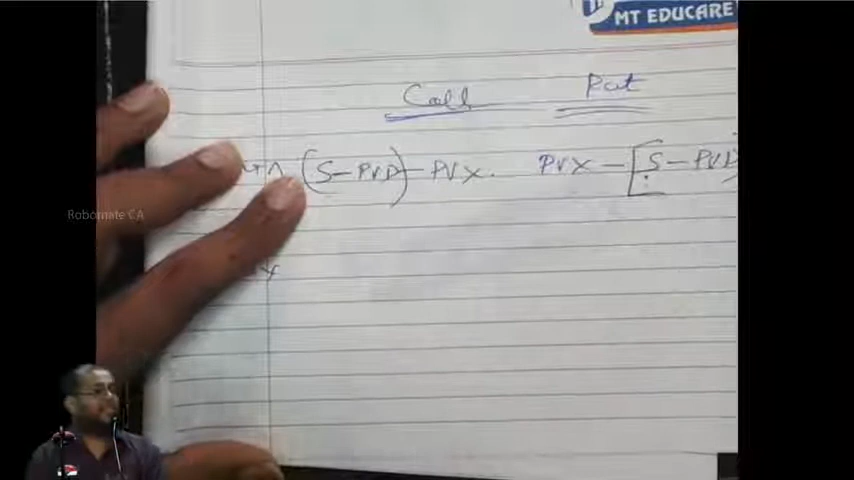 MT EDUCARE
Call Put
(S - PVD) - PVX. PVX - [S - PVD
Robomate CA